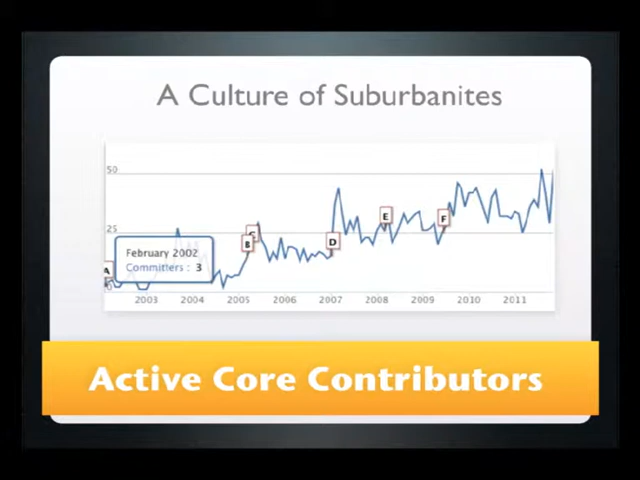 A Culture of Suburbanites
50
25
0
A
B
C
D
E
F
February 2002
Committers : 3
2003 2004 2005 2006 2007 2008 2009 2010 2011
Active Core Contributors